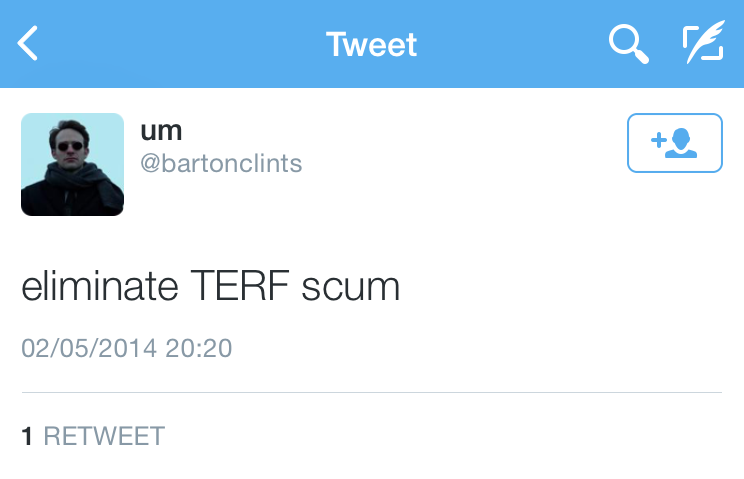 Tweet
um
@bartonclints
eliminate TERF scum
02/05/2014 20:20
1 RETWEET